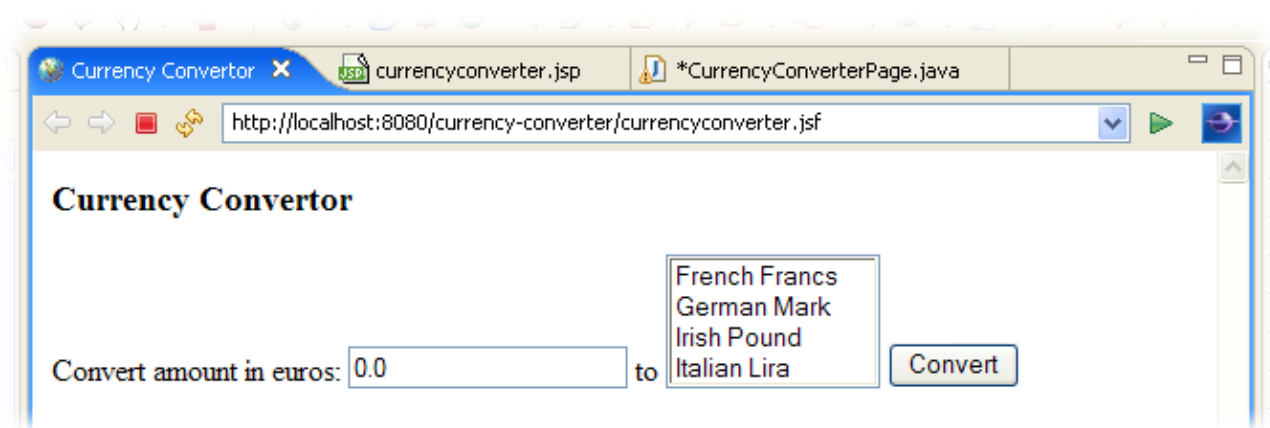 Currency Convertor currencyconverter.jsp *CurrencyConverterPage.java
http://localhost:8080/currency-converter/currencyconverter.jsf
Currency Convertor
French Francs
German Mark
Irish Pound
Convert amount in euros: 0.0 to Italian Lira Convert